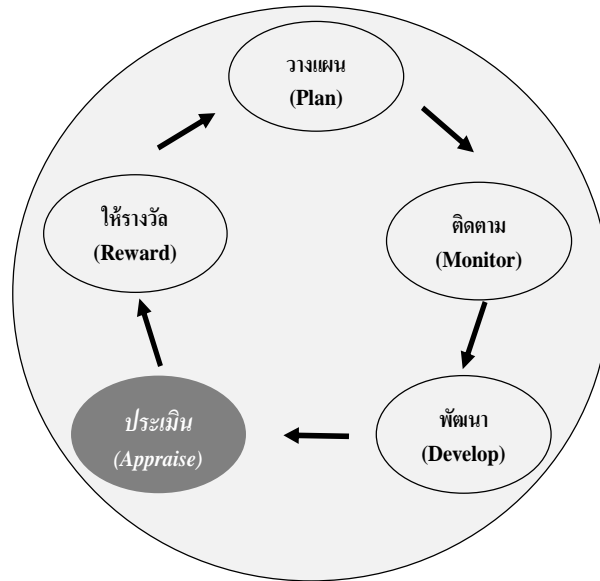 วางแผน
(Plan)
ติดตาม
(Monitor)
พัฒนา
(Develop)
ประเมิน
(Appraise)
ให้รางวัล
(Reward)